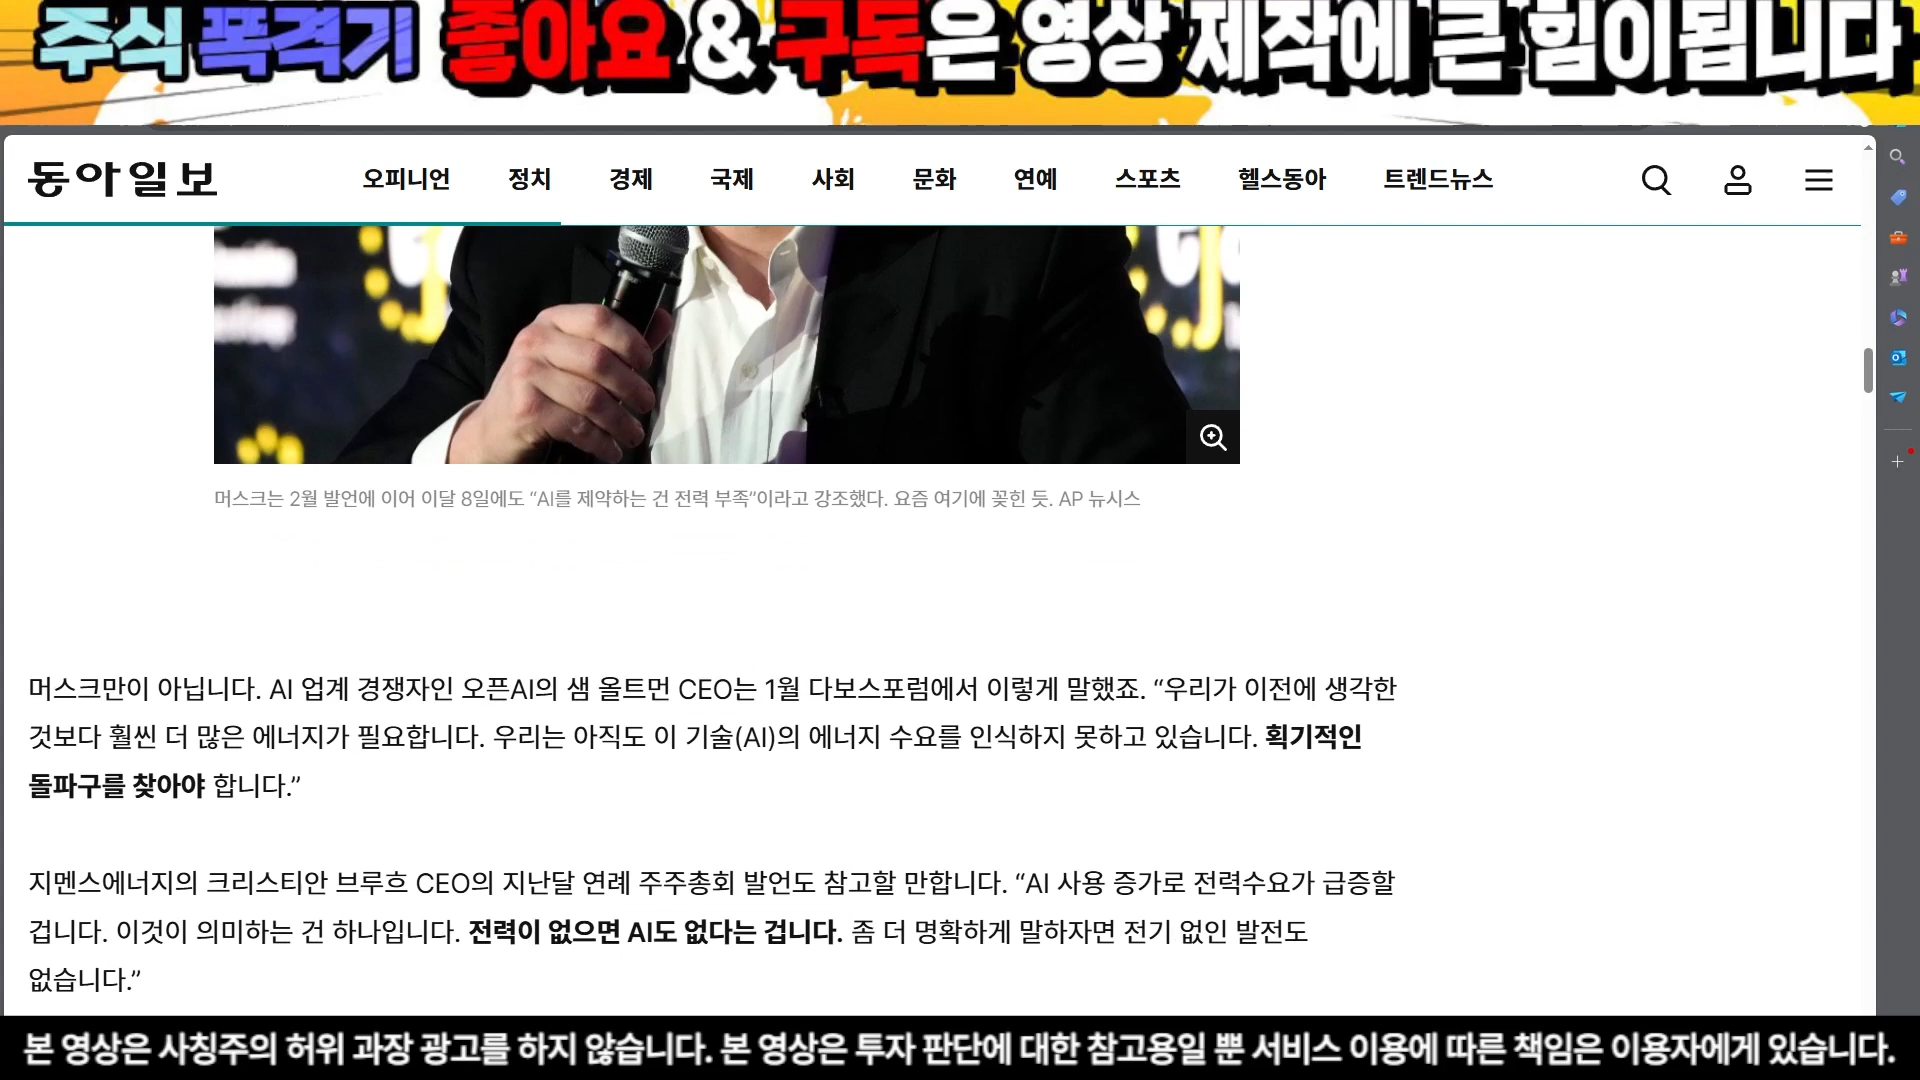 주식 폭격기 좋아요 & 구독은 영상 제작에 큰 힘이됩니다
동아일보 오피니언 정치 경제 국제 사회 문화 연예 스포츠 헬스동아 트렌드뉴스
머스크는 2월 발언에 이어 이달 8일에도 “AI를 제약하는 건 전력 부족”이라고 강조했다. 요즘 여기에 꽂힌 듯. AP 뉴시스
머스크만이 아닙니다. AI 업계 경쟁자인 오픈AI의 샘 올트먼 CEO는 1월 다보스포럼에서 이렇게 말했죠. “우리가 이전에 생각한
것보다 훨씬 더 많은 에너지가 필요합니다. 우리는 아직도 이 기술(AI)의 에너지 수요를 인식하지 못하고 있습니다. 획기적인
돌파구를 찾아야 합니다.”
지멘스에너지의 크리스티안 브루흐 CEO의 지난달 연례 주주총회 발언도 참고할 만합니다. “AI 사용 증가로 전력수요가 급증할
겁니다. 이것이 의미하는 건 하나입니다. 전력이 없으면 AI도 없다는 겁니다. 좀 더 명확하게 말하자면 전기 없인 발전도
없습니다.”
본 영상은 사칭주의 허위 과장 광고를 하지 않습니다. 본 영상은 투자 판단에 대한 참고용일 뿐 서비스 이용에 따른 책임은 이용자에게 있습니다.